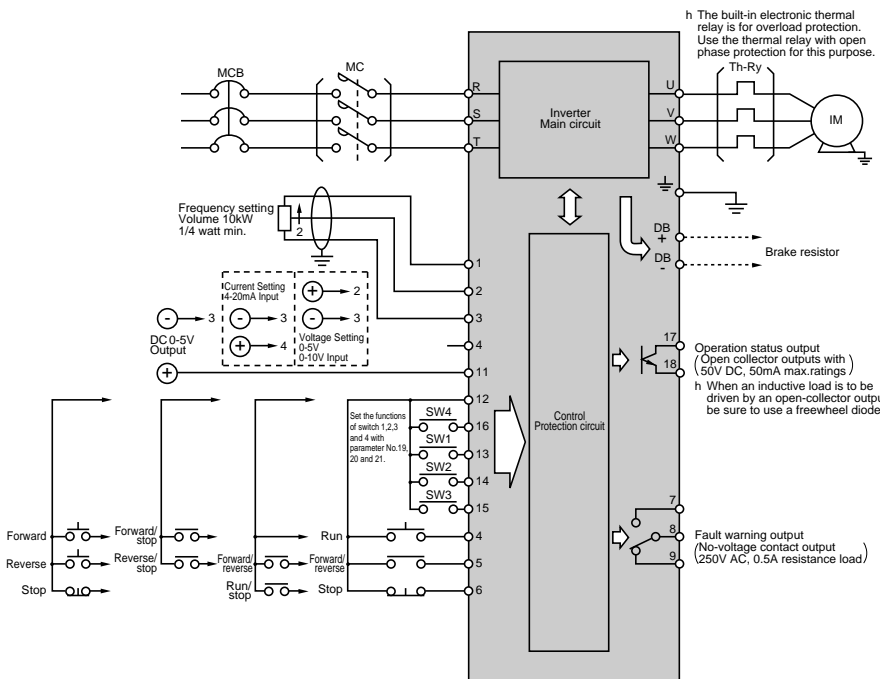 h The built-in electronic thermal
relay is for overload protection.
Use the thermal relay with open
phase protection for this purpose.
MCB
MC
Th-Ry
R
S
T
Inverter
Main circuit
U
V
W
IM
Frequency setting
Volume 10kW
1/4 watt min.
2
DB
+
DB
-
Brake resistor
1
2
3
4
11
Current Setting
4-20mA Input
- 3
+ 4
+ 2
- 3
Voltage Setting
0-5V
0-10V Input
- 3
DC 0-5V
Output
+
17
18
Operation status output
(Open collector outputs with
50V DC, 50mA max.ratings)
h When an inductive load is to be
driven by an open-collector outpu
be sure to use a freewheel diode
Control
Protection circuit
Set the functions
of switch 1,2,3
and 4 with
parameter No.19,
20 and 21.
12
SW4
16
SW1
13
SW2
14
SW3
15
Forward
Reverse
Stop
Forward/
stop
Reverse/
stop
Forward/
reverse
Run/
stop
Run
4
Forward/
reverse
5
Stop
6
7
8
9
Fault warning output
(No-voltage contact output
250V AC, 0.5A resistance load)